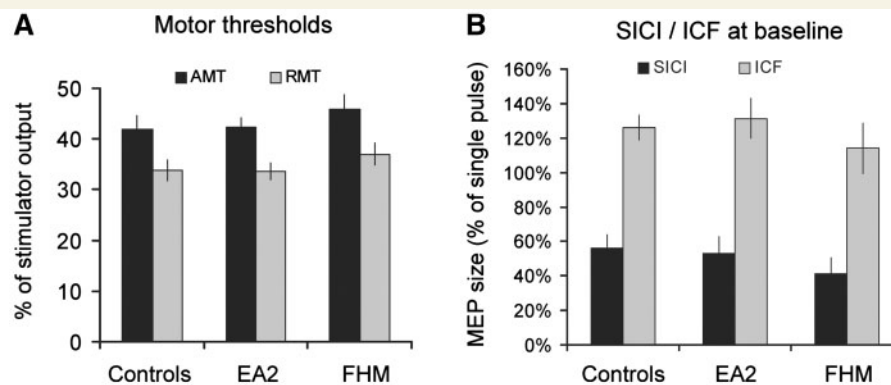 A
Motor thresholds
AMT RMT
50
40
30
20
10
0
% of stimulator output
Controls EA2 FHM
B
SICI / ICF at baseline
SICI ICF
160%
140%
120%
100%
80%
60%
40%
20%
0%
MEP size (% of single pulse)
Controls EA2 FHM